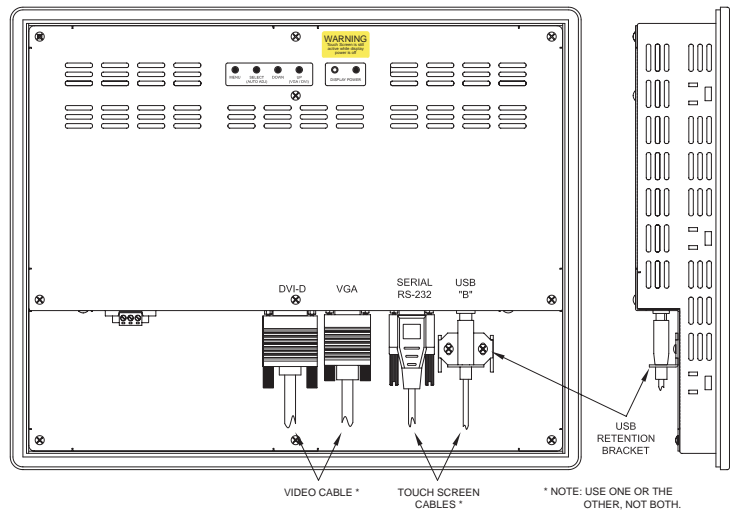 WARNING
Touch Screen is still
active while display
power is off
MENU
SELECT
(AUTO ADJ)
DOWN
UP
(VGA / DVI)
DISPLAY POWER
DVI-D
VGA
SERIAL
RS-232
USB
"B"
USB
RETENTION
BRACKET
VIDEO CABLE *
TOUCH SCREEN
CABLES *
* NOTE: USE ONE OR THE
OTHER, NOT BOTH.